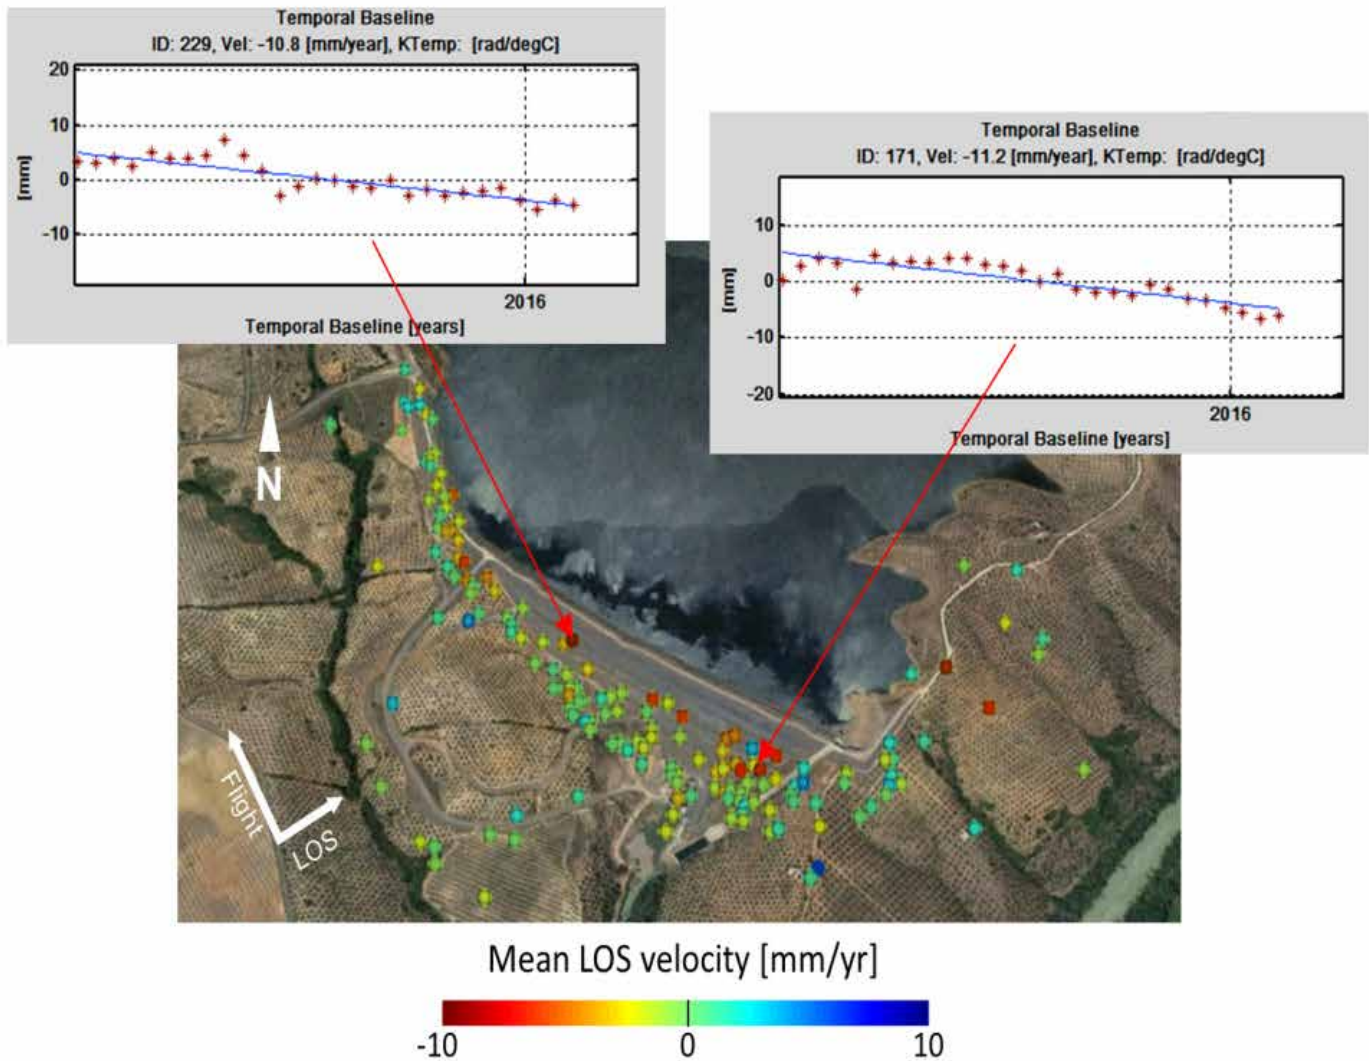 Temporal Baseline
ID: 229, Vel: -10.8 [mm/year], KTemp:  [rad/degC]
20
10
0
-10
[mm]
2016
Temporal Baseline [years]
Temporal Baseline
ID: 171, Vel: -11.2 [mm/year], KTemp:  [rad/degC]
10
0
-10
-20
[mm]
2016
Temporal Baseline [years]
N
Flight
LOS
Mean LOS velocity [mm/yr]
-10
0
10